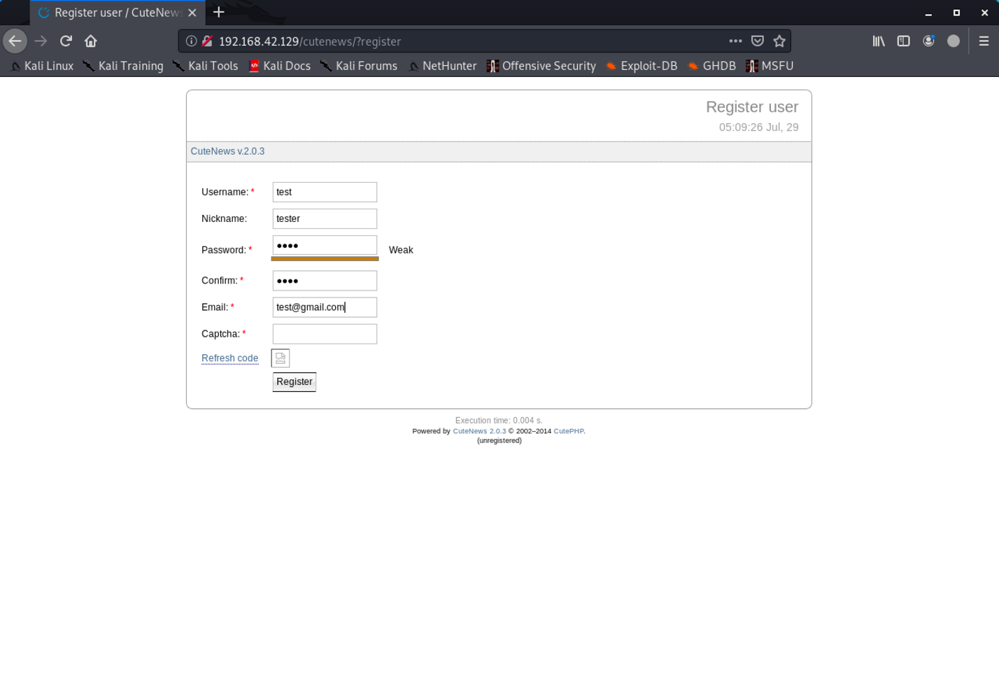 Register user / CuteNews
192.168.42.129/cutenews/?register
Kali Linux Kali Training Kali Tools Kali Docs Kali Forums NetHunter Offensive Security Exploit-DB GHDB MSFU
Register user
05:09:26 Jul, 29
CuteNews v.2.0.3
Username: * test
Nickname: tester
Password: * •••• Weak
Confirm: * ••••
Email: * test@gmail.com
Captcha: *
Refresh code
Register
Execution time: 0.004 s.
Powered by CuteNews 2.0.3 © 2002–2014 CutePHP.
(unregistered)